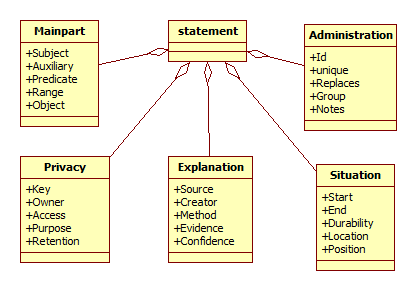 Mainpart
+Subject
+Auxiliary
+Predicate
+Range
+Object
statement
Administration
+Id
+unique
+Replaces
+Group
+Notes
Privacy
+Key
+Owner
+Access
+Purpose
+Retention
Explanation
+Source
+Creator
+Method
+Evidence
+Confidence
Situation
+Start
+End
+Durability
+Location
+Position